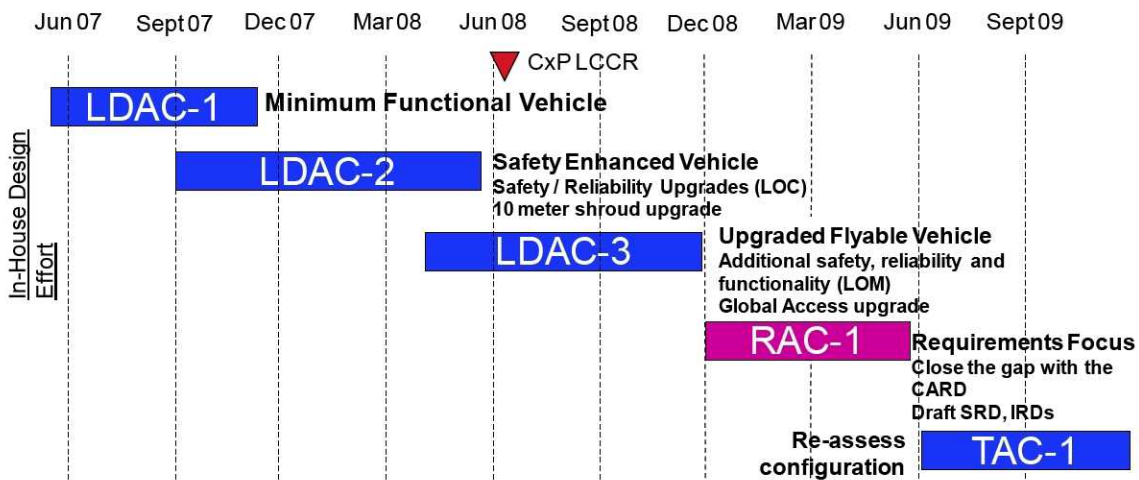 Jun 07 Sept 07 Dec 07 Mar 08 Jun 08 Sept 08 Dec 08 Mar 09 Jun 09 Sept 09
CxP LCCR
LDAC-1 Minimum Functional Vehicle
In-House Design
Effort
LDAC-2 Safety Enhanced Vehicle
Safety / Reliability Upgrades (LOC)
10 meter shroud upgrade
LDAC-3 Upgraded Flyable Vehicle
Additional safety, reliability and
functionality (LOM)
Global Access upgrade
RAC-1 Requirements Focus
Close the gap with the
CARD
Draft SRD, IRDs
Re-assess
configuration
TAC-1